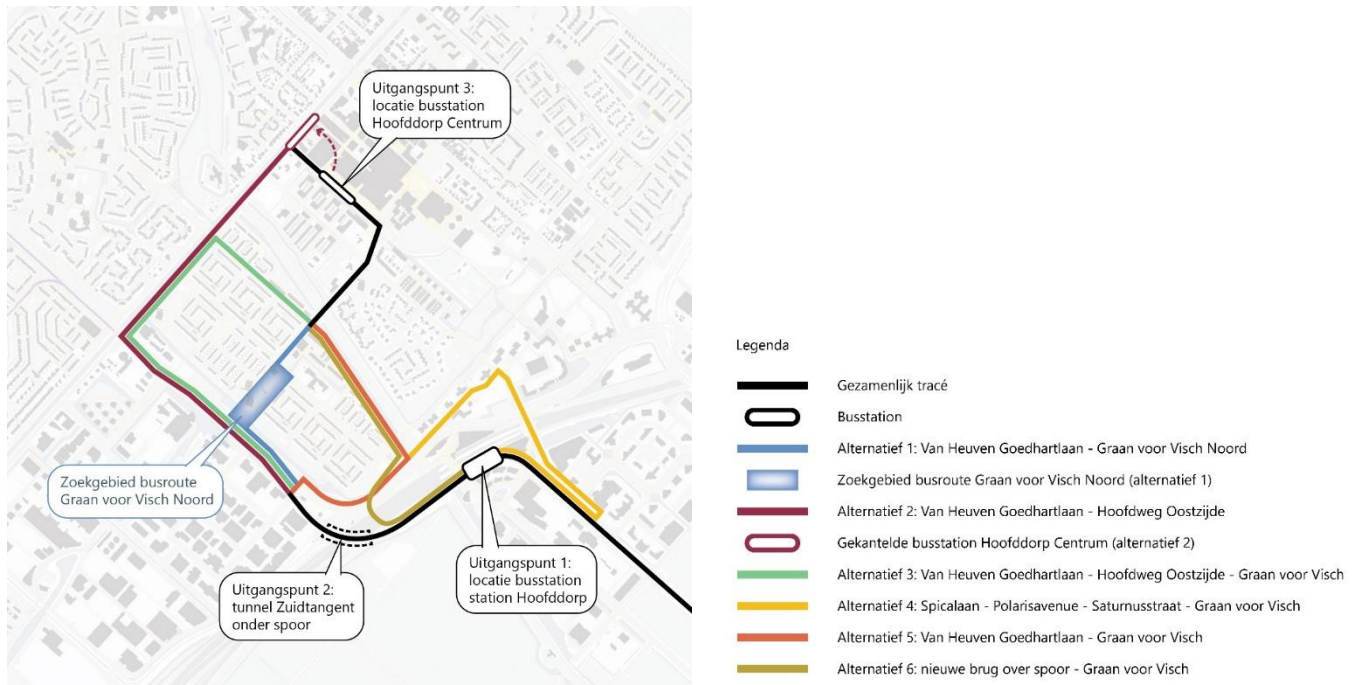 Uitgangspunt 3:
locatie busstation
Hoofddorp Centrum
Zoekgebied busroute
Graan voor Visch Noord
Uitgangspunt 2:
tunnel Zuidtangent
onder spoor
Uitgangspunt 1:
locatie busstation
station Hoofddorp
Legenda
Gezamenlijk tracé
Busstation
Alternatief 1: Van Heuven Goedhartlaan - Graan voor Visch Noord
Zoekgebied busroute Graan voor Visch Noord (alternatief 1)
Alternatief 2: Van Heuven Goedhartlaan - Hoofdweg Oostzijde
Gekantelde busstation Hoofddorp Centrum (alternatief 2)
Alternatief 3: Van Heuven Goedhartlaan - Hoofdweg Oostzijde - Graan voor Visch
Alternatief 4: Spicalaan - Polarisavenue - Saturnusstraat - Graan voor Visch
Alternatief 5: Van Heuven Goedhartlaan - Graan voor Visch
Alternatief 6: nieuwe brug over spoor - Graan voor Visch